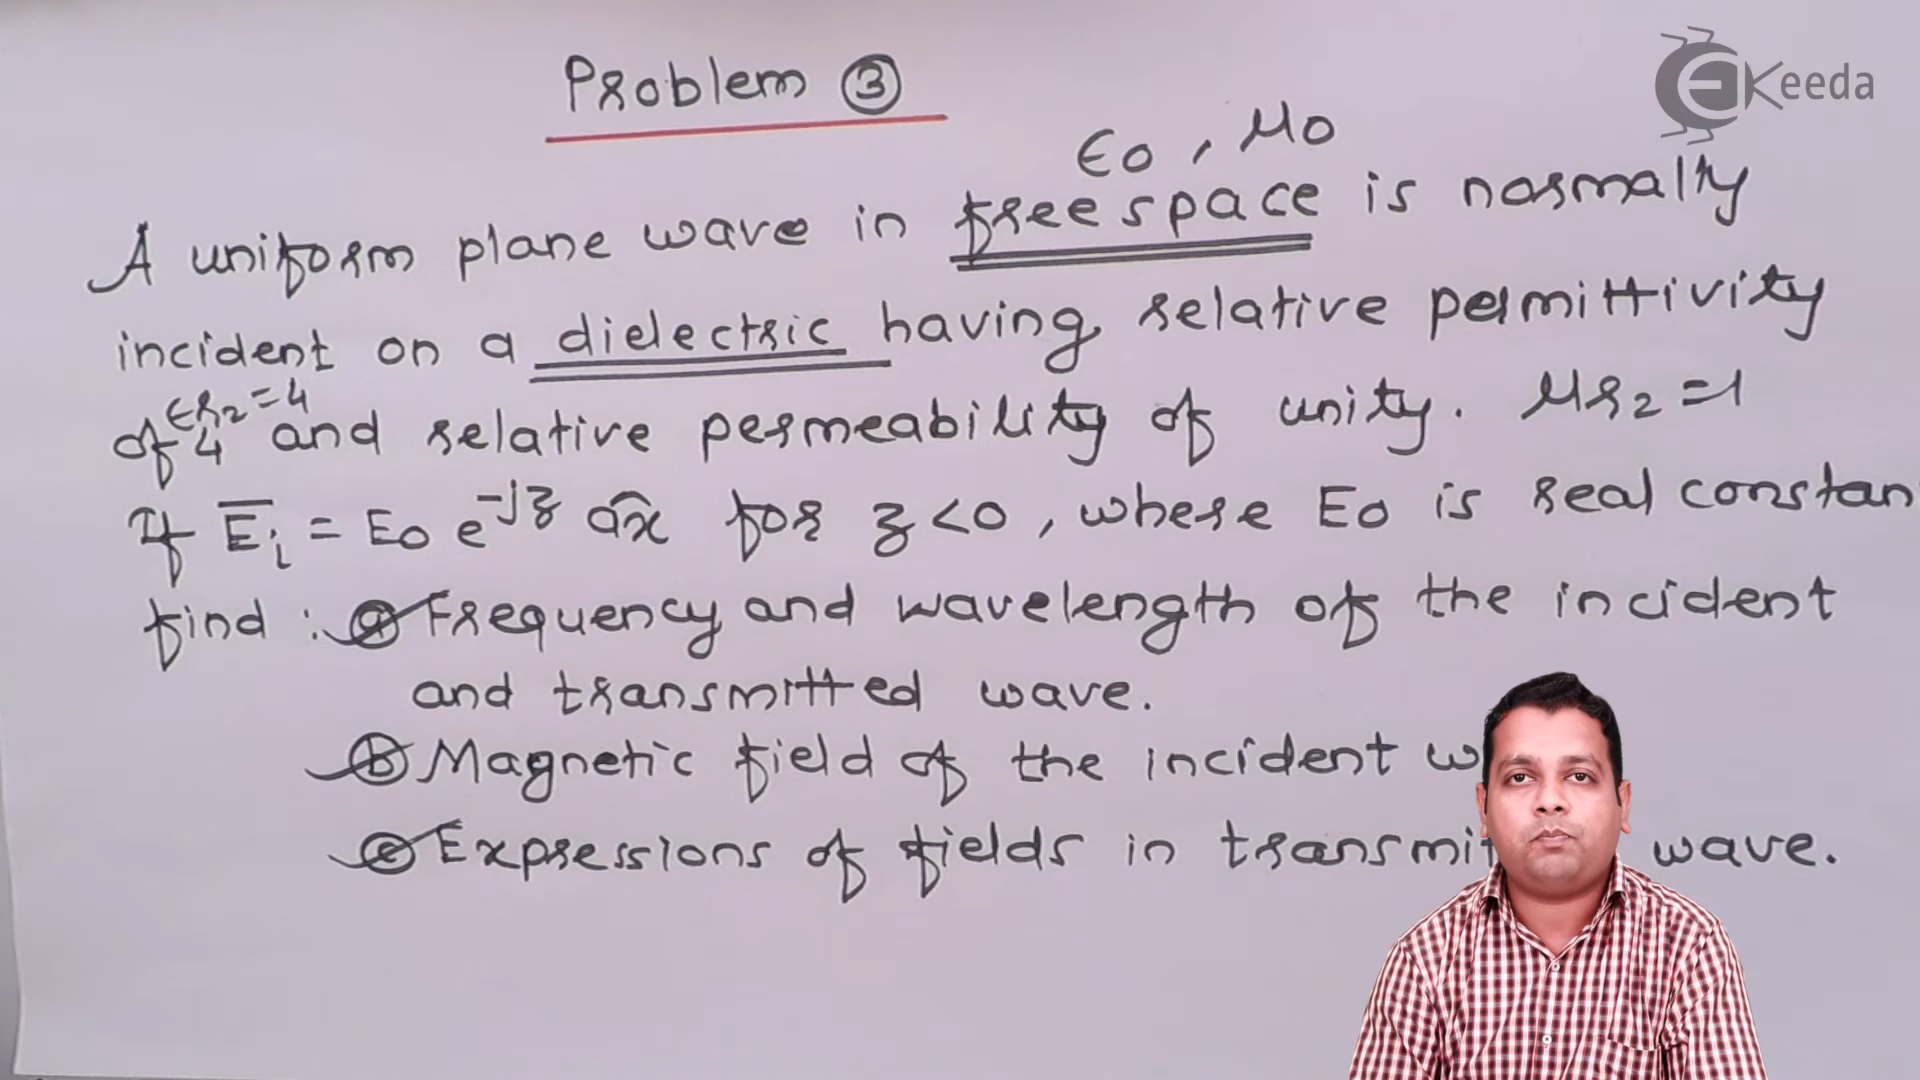 Problem ③
Keeda
ϵ0, μ0
A uniform plane wave in free space is normally
incident on a dielectric having relative permittivity
ϵr2 = 4
of 4 and relative permeability of unity. μr2 = 1
If E̅i = E0 e^-jz âx for z < 0, where E0 is real constan
find : ⓐ Frequency and wavelength of the incident
and transmitted wave.
ⓑ Magnetic field of the incident w
ⓒ Expressions of fields in transmit wave.